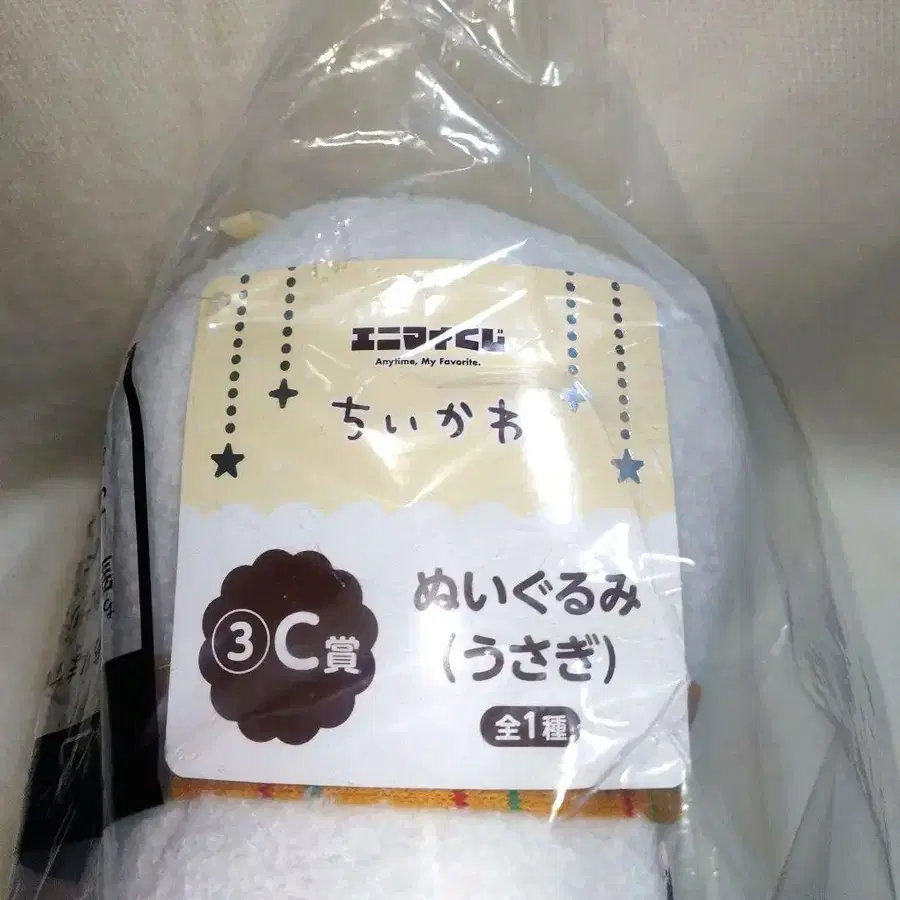 エニマイくじ
Anytime, My Favorite.
ちいかわ
③C賞
ぬいぐるみ
(うさぎ)
全1種